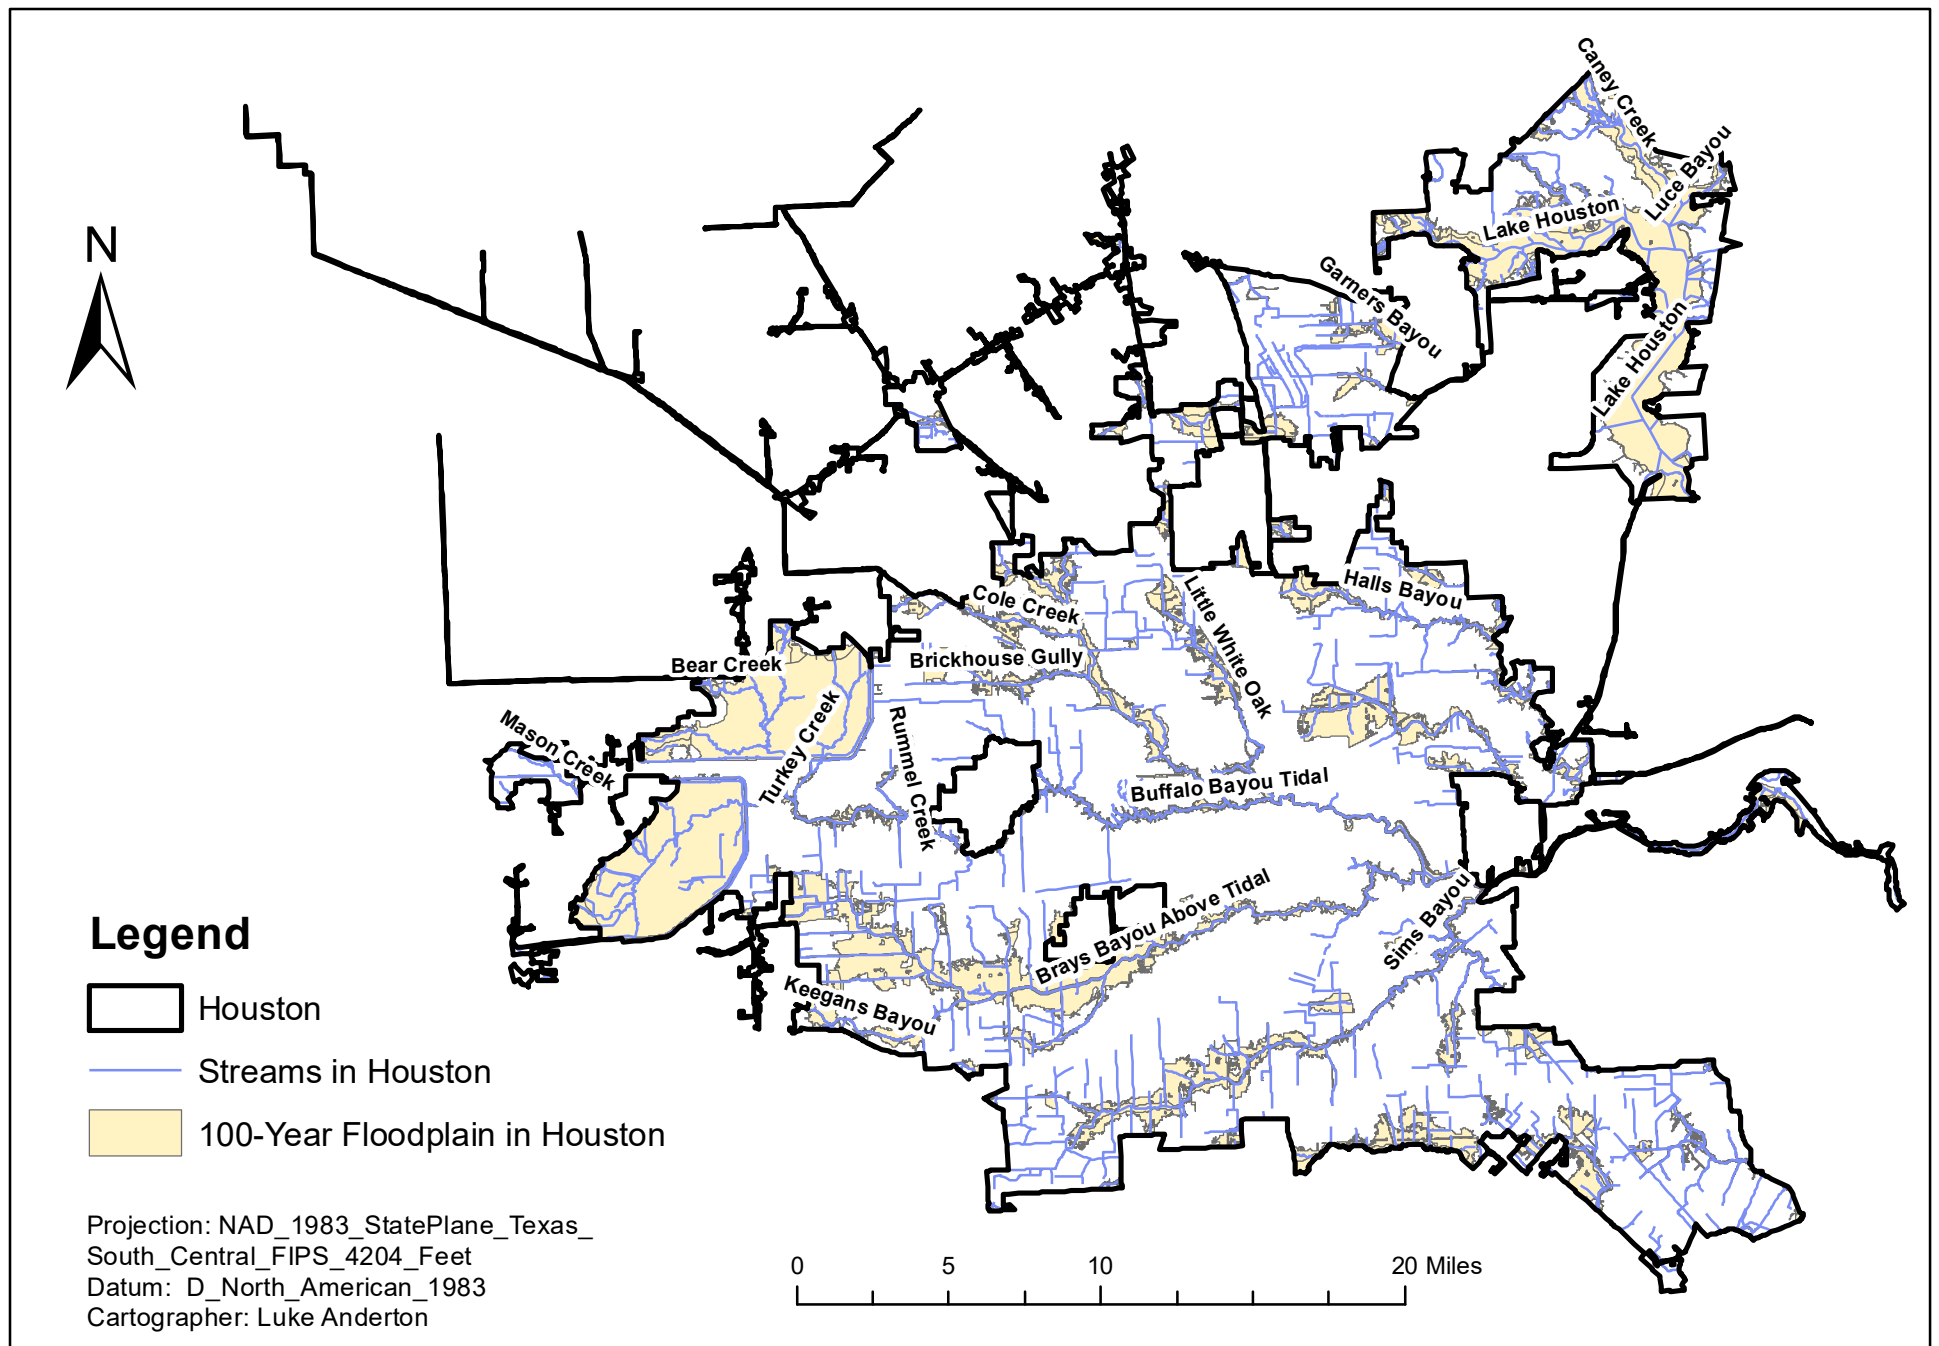 Caney Creek
Luce Bayou
Lake Houston
N
Garners Bayou
Lake Houston
Halls Bayou
Little White Oak
Cole Creek
Brickhouse Gully
Bear Creek
Turkey Creek
Mason Creek
Rummel Creek
Buffalo Bayou Tidal
Brays Bayou Above Tidal
Sims Bayou
Keegans Bayou
Legend
Houston
Streams in Houston
100-Year Floodplain in Houston
Projection: NAD_1983_StatePlane_Texas_
South_Central_FIPS_4204_Feet
Datum: D_North_American_1983
Cartographer: Luke Anderton
0 5 10 20 Miles